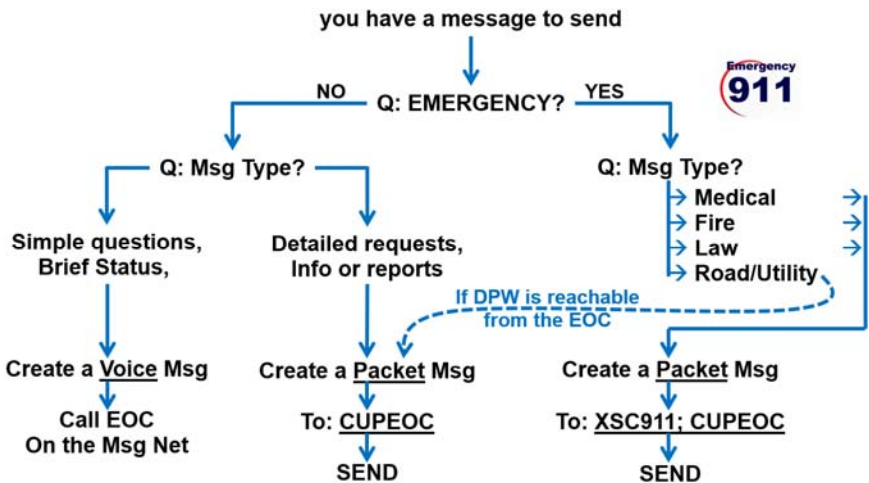 you have a message to send
Emergency
911
NO
Q: EMERGENCY?
YES
Q: Msg Type?
Q: Msg Type?
Medical
Fire
Law
Road/Utility
Simple questions,
Brief Status,
Detailed requests,
Info or reports
If DPW is reachable
from the EOC
Create a Voice Msg
Create a Packet Msg
Create a Packet Msg
Call EOC
On the Msg Net
To: CUPEOC
To: XSC911; CUPEOC
SEND
SEND